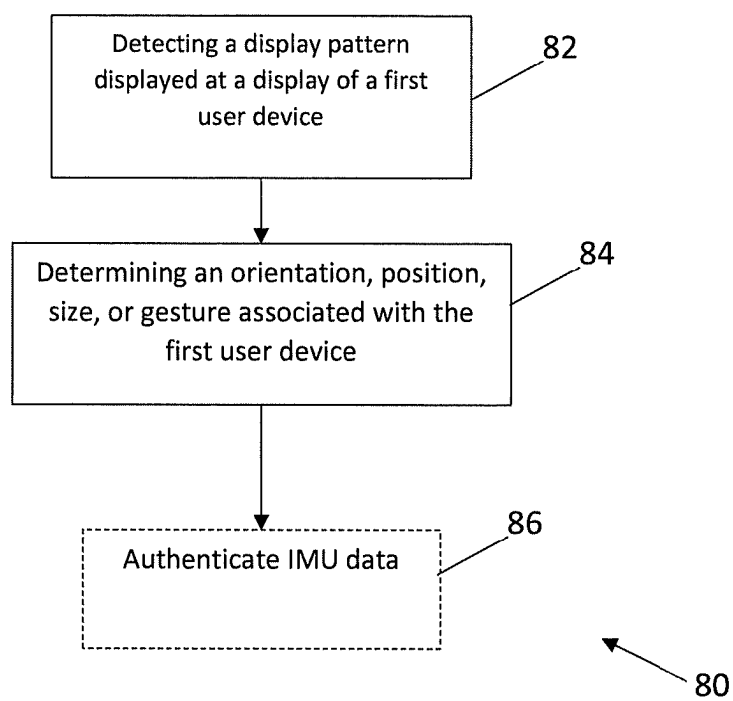 Detecting a display pattern
displayed at a display of a first
user device
82
Determining an orientation, position,
size, or gesture associated with the
first user device
84
Authenticate IMU data
86
80